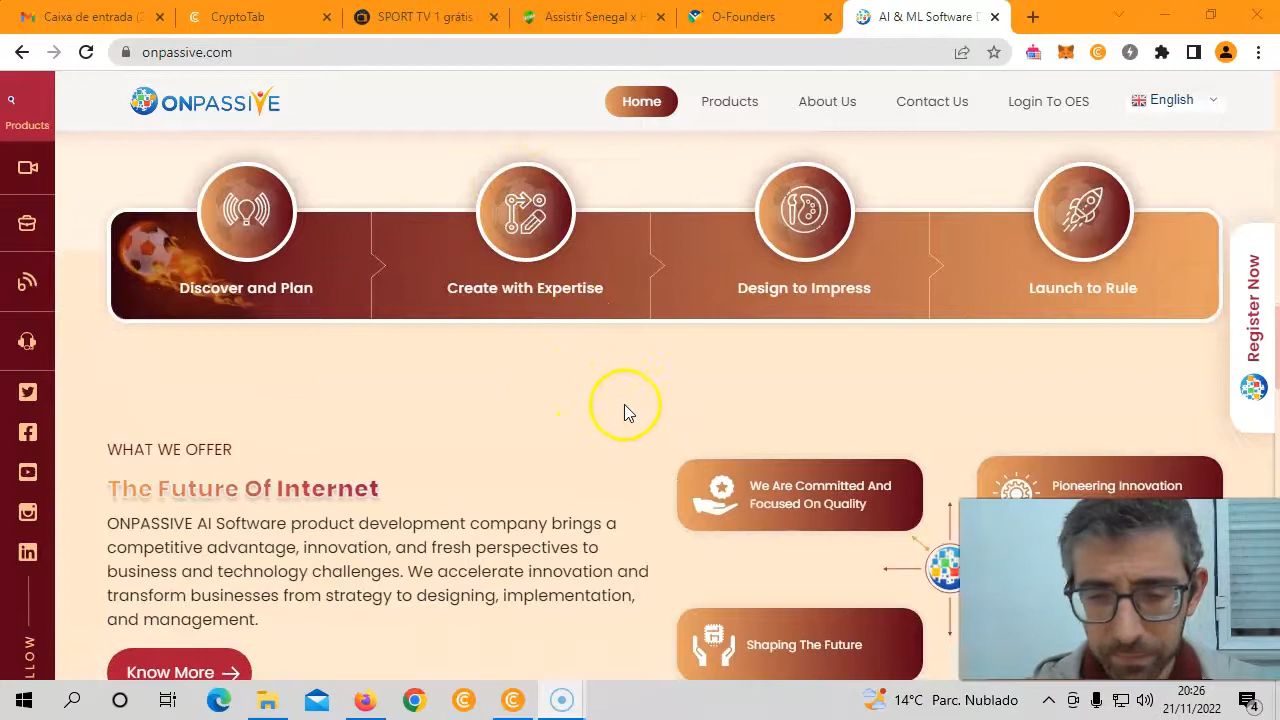 Caixa de entrada (
CryptoTab
SPORT TV 1 grátis
Assistir Senegal x H
O-Founders
AI & ML Software D
onpassive.com
Products
ONPASSIVE
Home
Products
About Us
Contact Us
Login To OES
English
Discover and Plan
Create with Expertise
Design to Impress
Launch to Rule
Register Now
WHAT WE OFFER
The Future Of Internet
ONPASSIVE AI Software product development company brings a
competitive advantage, innovation, and fresh perspectives to
business and technology challenges. We accelerate innovation and
transform businesses from strategy to designing, implementation,
and management.
Know More
We Are Committed And
Focused On Quality
Pioneering Innovation
Shaping The Future
LLOW
14°C Parc. Nublado
20:26
21/11/2022
4